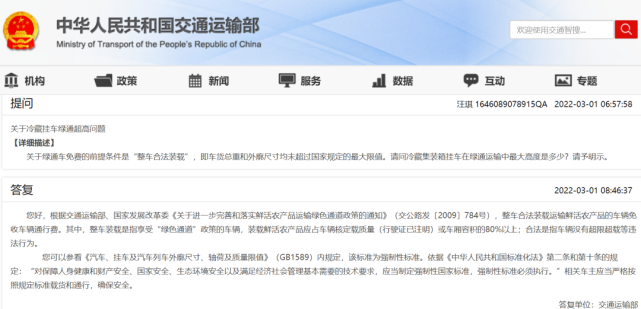 中华人民共和国交通运输部
Ministry of Transport of the People's Republic of China
欢迎使用交通智搜...
机构 政策 新闻 服务 数据 互动 专题
提问 汪琪 1646089078915QA 2022-03-01 06:57:58
关于冷藏挂车绿通超高问题
【详细描述】
关于绿通车免费的前提条件是“整车合法装载”，即车货总重和外廓尺寸均未超过国家规定的最大限值。请问冷藏集装箱挂车在绿通运输中最大高度是多少？请予明示。
答复 2022-03-01 08:46:37
您好，根据交通运输部、国家发展改革委《关于进一步完善和落实鲜活农产品运输绿色通道政策的通知》（交公路发〔2009〕784号），整车合法装载运输鲜活农产品的车辆免
收车辆通行费。其中，整车装载是指享受“绿色通道”政策的车辆，装载鲜活农产品应占车辆核定载质量（行驶证已注明）或车厢容积的80%以上；合法是指车辆没有超限超载等违
法行为。
您可以参看《汽车、挂车及汽车列车外廓尺寸、轴荷及质量限值》（GB1589）内规定，该标准为强制性标准。依据《中华人民共和国标准化法》第二条和第十条的规
定：“对保障人身健康和财产安全、国家安全、生态环境安全以及满足经济社会管理基本需要的技术要求，应当制定强制性国家标准，强制性标准必须执行。”相关车主应当严格按
照规定标准载货和通行，确保安全。
答复单位：交通运输部